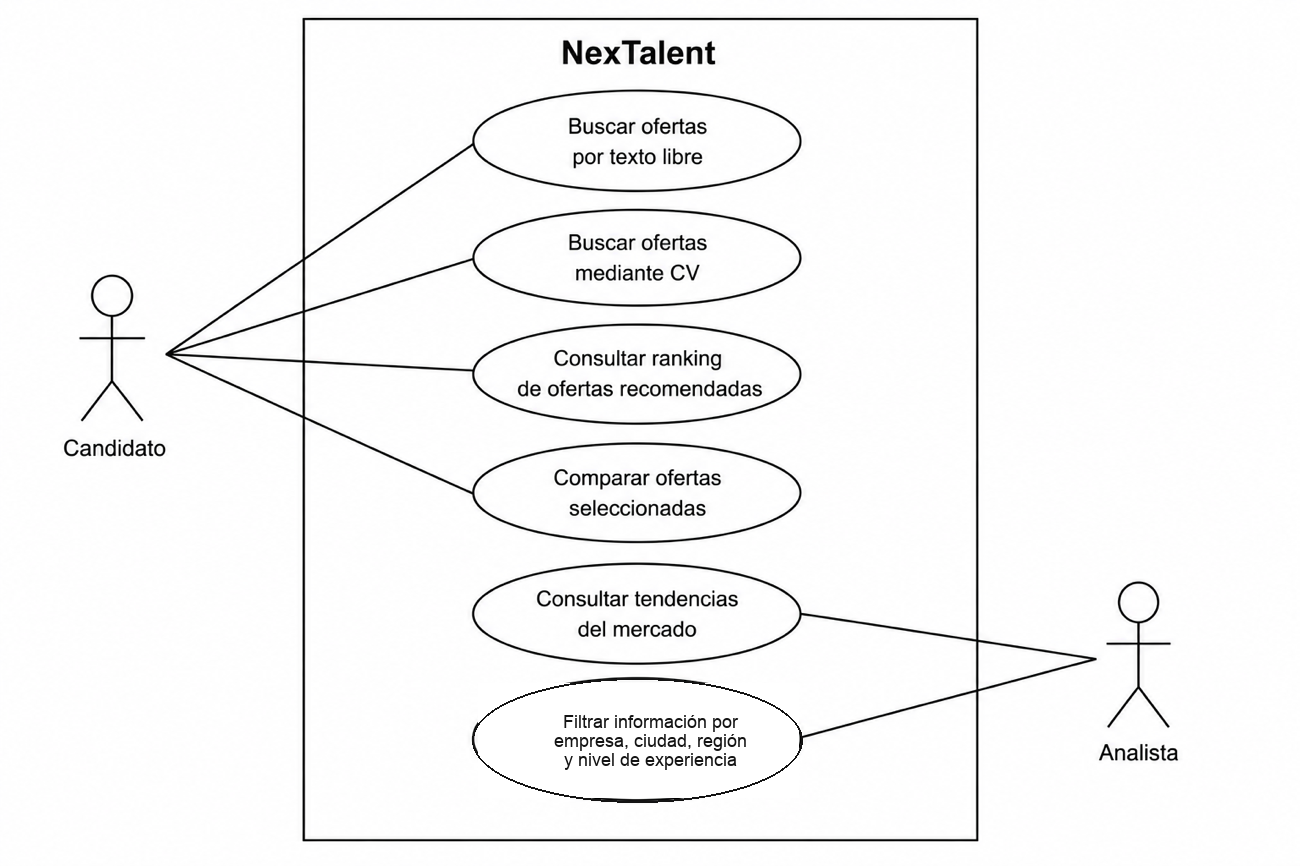 NexTalent
Buscar ofertas
por texto libre
Buscar ofertas
mediante CV
Consultar ranking
de ofertas recomendadas
Candidato
Comparar ofertas
seleccionadas
Consultar tendencias
del mercado
Filtrar información por
empresa, ciudad, región
y nivel de experiencia
Analista